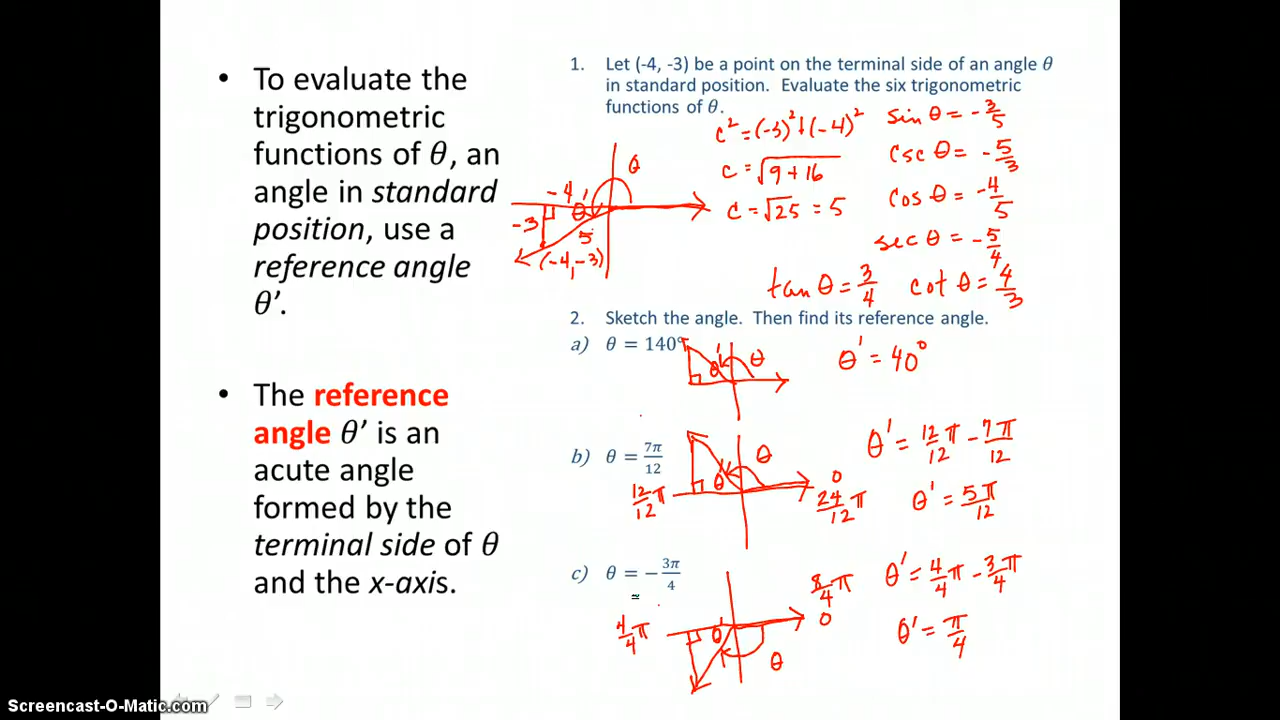 • To evaluate the
trigonometric
functions of θ, an
angle in standard
position, use a
reference angle
θ’.
• The reference
angle θ’ is an
acute angle
formed by the
terminal side of θ
and the x-axis.
1. Let (-4, -3) be a point on the terminal side of an angle θ
in standard position. Evaluate the six trigonometric
functions of θ.
c² = (-3)² + (-4)²
c = √9 + 16
c = √25 = 5
sin θ = -3/5
csc θ = -5/3
cos θ = -4/5
sec θ = -5/4
tan θ = 3/4 cot θ = 4/3
θ
-4
θ'
-3
5
(-4, -3)
2. Sketch the angle. Then find its reference angle.
a) θ = 140°
θ' θ
θ' = 40°
b) θ = 7π/12
θ' θ
12/12 π
0
24/12 π
θ' = 12/12 π - 7π/12
θ' = 5π/12
c) θ = − 3π/4
≈
4/4 π
θ'
θ
8/4 π
0
θ' = 4/4 π - 3/4 π
θ' = π/4
Screencast-O-Matic.com